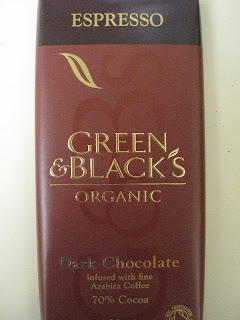 ESPRESSO
GREEN
&BLACK'S
ORGANIC
Dark Chocolate
infused with fine
Arabica Coffee
70% Cocoa